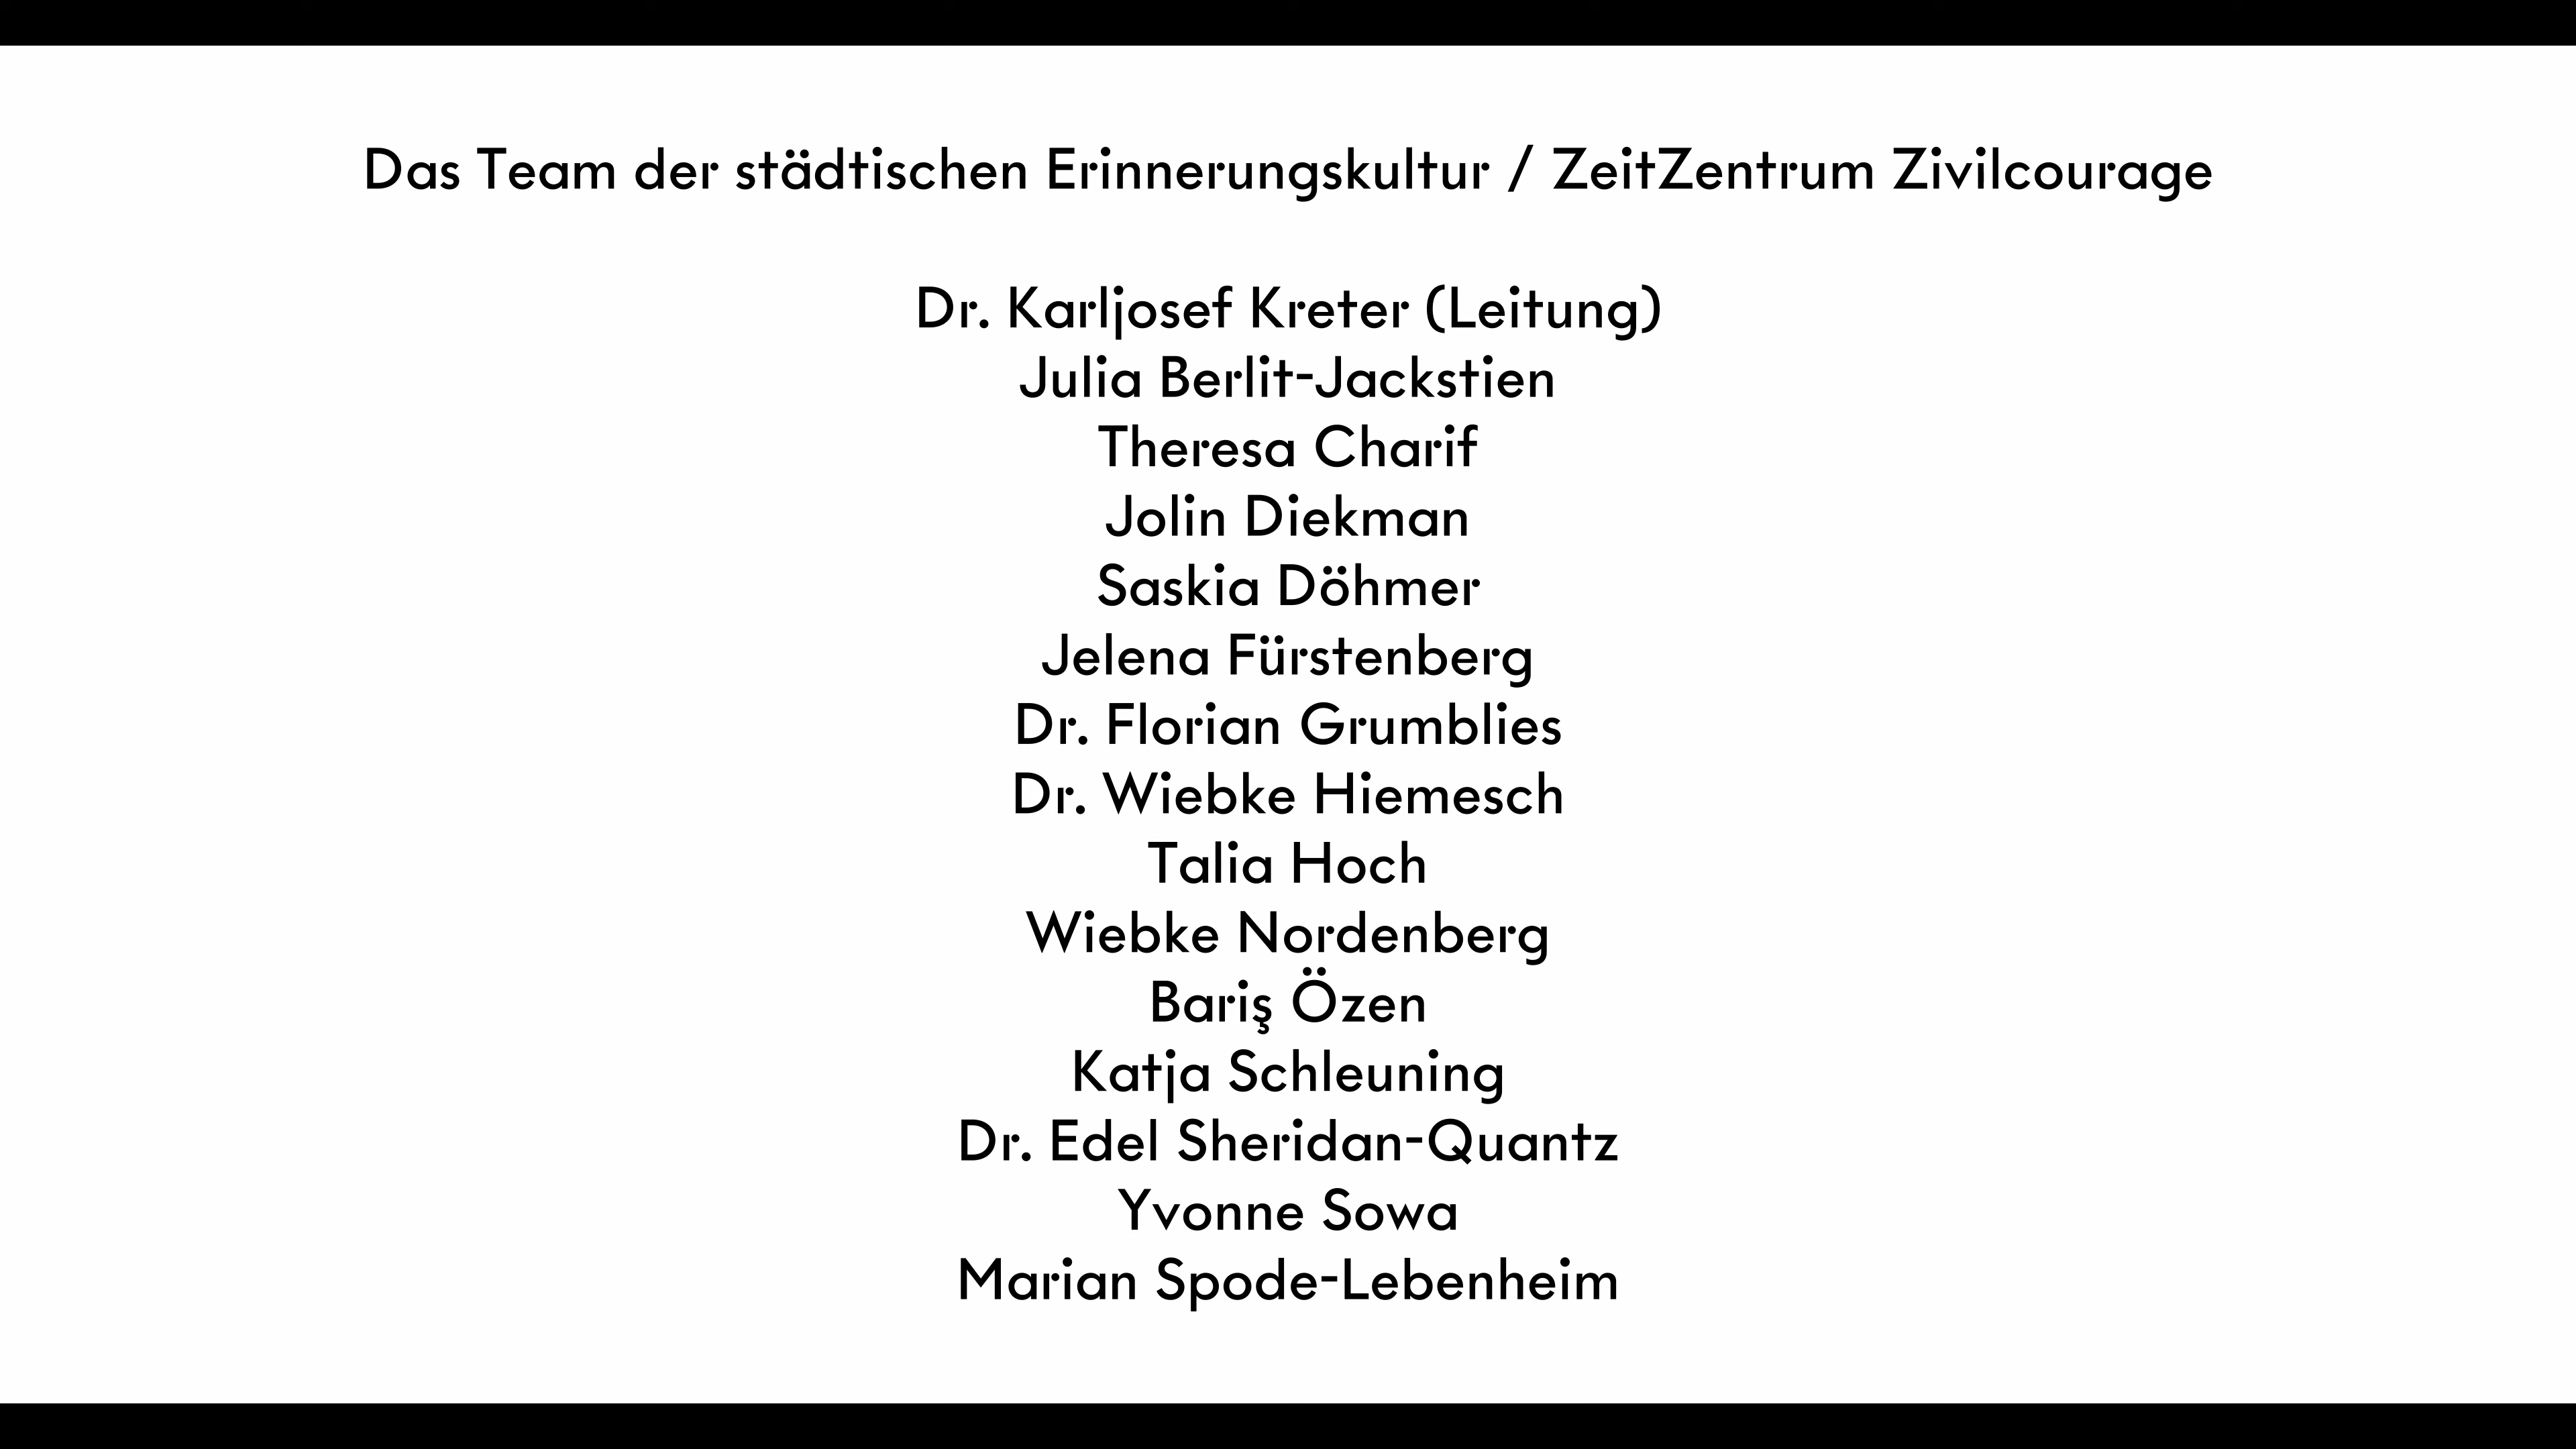 Das Team der städtischen Erinnerungskultur / ZeitZentrum Zivilcourage
Dr. Karljosef Kreter (Leitung)
Julia Berlit-Jackstien
Theresa Charif
Jolin Diekman
Saskia Döhmer
Jelena Fürstenberg
Dr. Florian Grumblies
Dr. Wiebke Hiemesch
Talia Hoch
Wiebke Nordenberg
Bariş Özen
Katja Schleuning
Dr. Edel Sheridan-Quantz
Yvonne Sowa
Marian Spode-Lebenheim